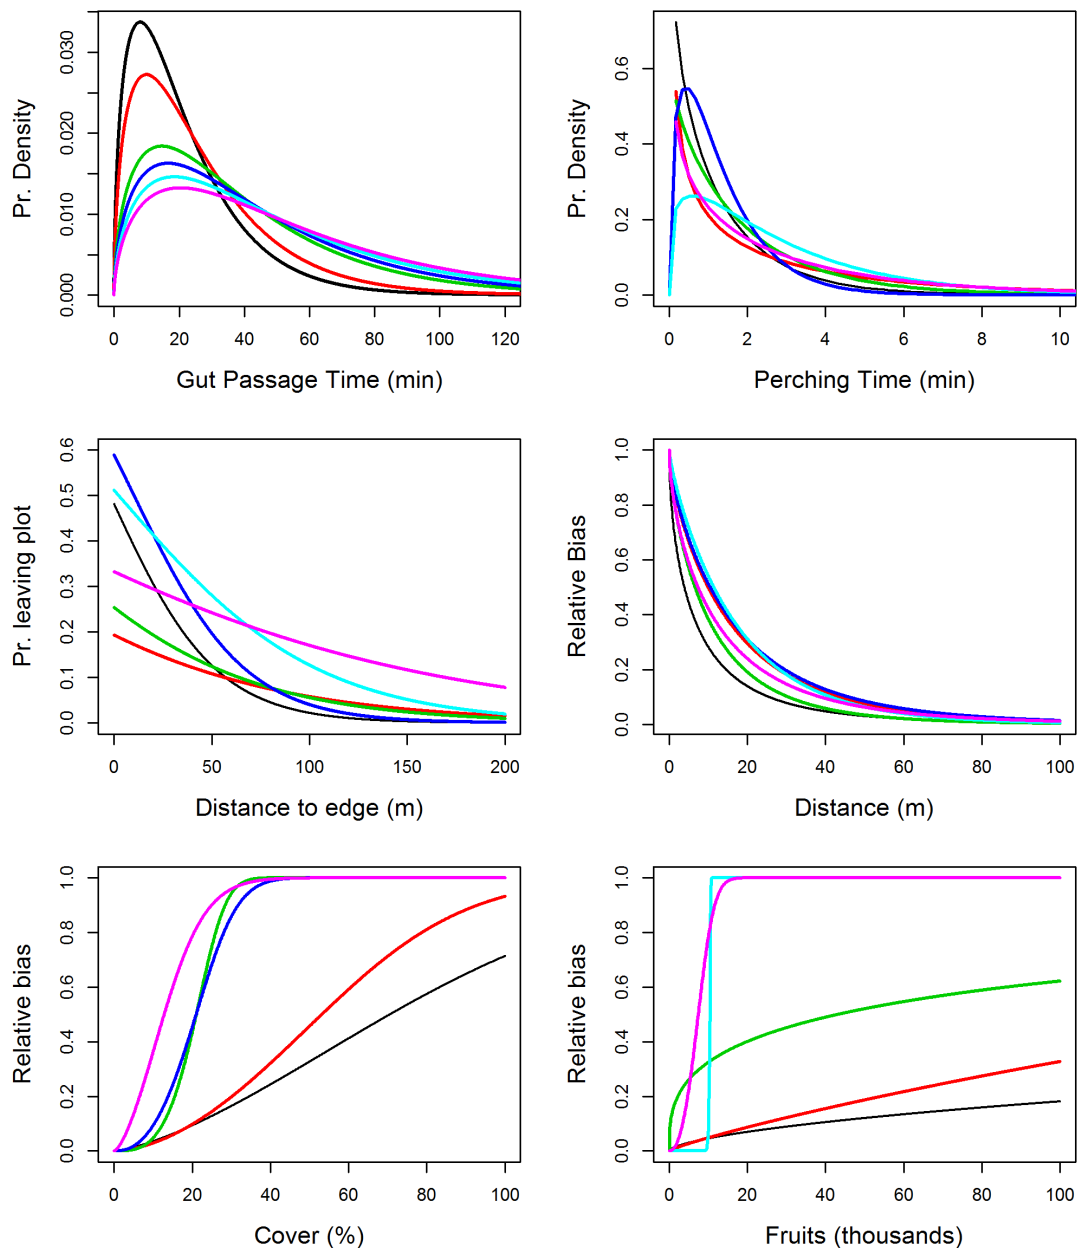 Pr. Density
0.000 0.010 0.020 0.030
0 20 40 60 80 100 120
Gut Passage Time (min)
Pr. Density
0.0 0.2 0.4 0.6
0 2 4 6 8 10
Perching Time (min)
Pr. leaving plot
0.0 0.1 0.2 0.3 0.4 0.5 0.6
0 50 100 150 200
Distance to edge (m)
Relative Bias
0.0 0.2 0.4 0.6 0.8 1.0
0 20 40 60 80 100
Distance (m)
Relative bias
0.0 0.2 0.4 0.6 0.8 1.0
0 20 40 60 80 100
Cover (%)
Relative bias
0.0 0.2 0.4 0.6 0.8 1.0
0 20 40 60 80 100
Fruits (thousands)